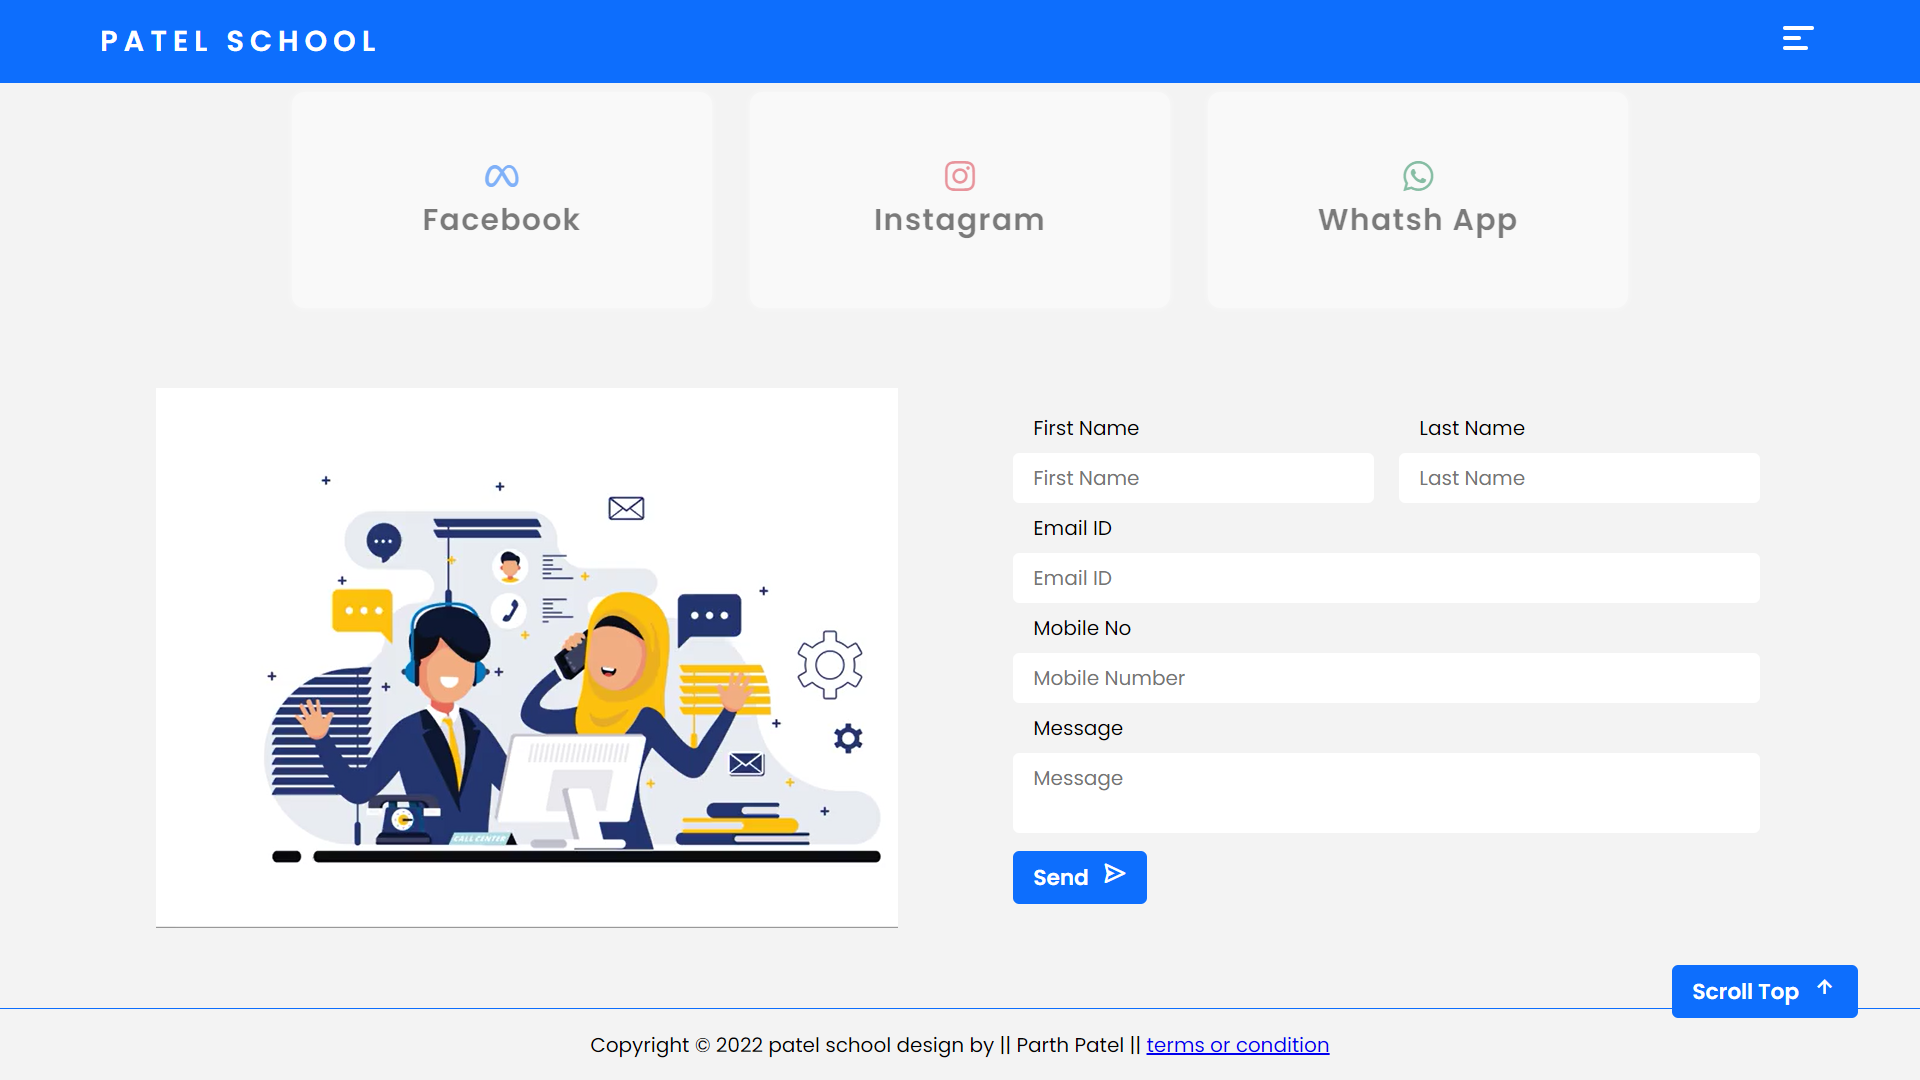 PATEL SCHOOL
Facebook
Instagram
Whatsh App
First Name
Last Name
First Name
Last Name
Email ID
Email ID
Mobile No
Mobile Number
Message
Message
Send
CALL CENTER
Scroll Top
Copyright © 2022 patel school design by || Parth Patel || terms or condition